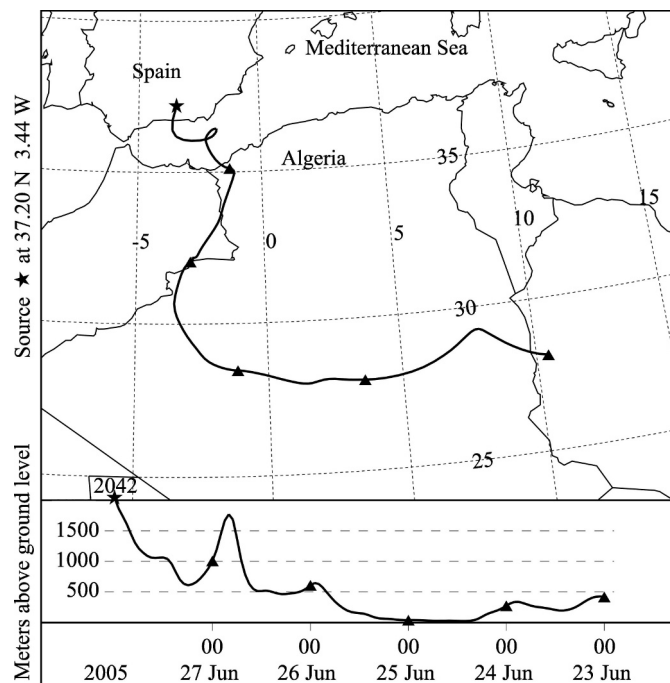 Source ★ at 37.20 N 3.44 W
Mediterranean Sea
Spain
Algeria
35
15
10
-5
0
5
30
25
Meters above ground level
2042
1500
1000
500
00
00
00
00
00
2005
27 Jun
26 Jun
25 Jun
24 Jun
23 Jun